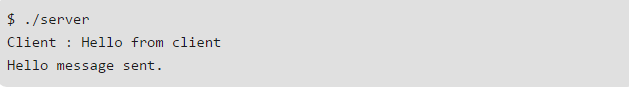 $ ./server
Client : Hello from client
Hello message sent.